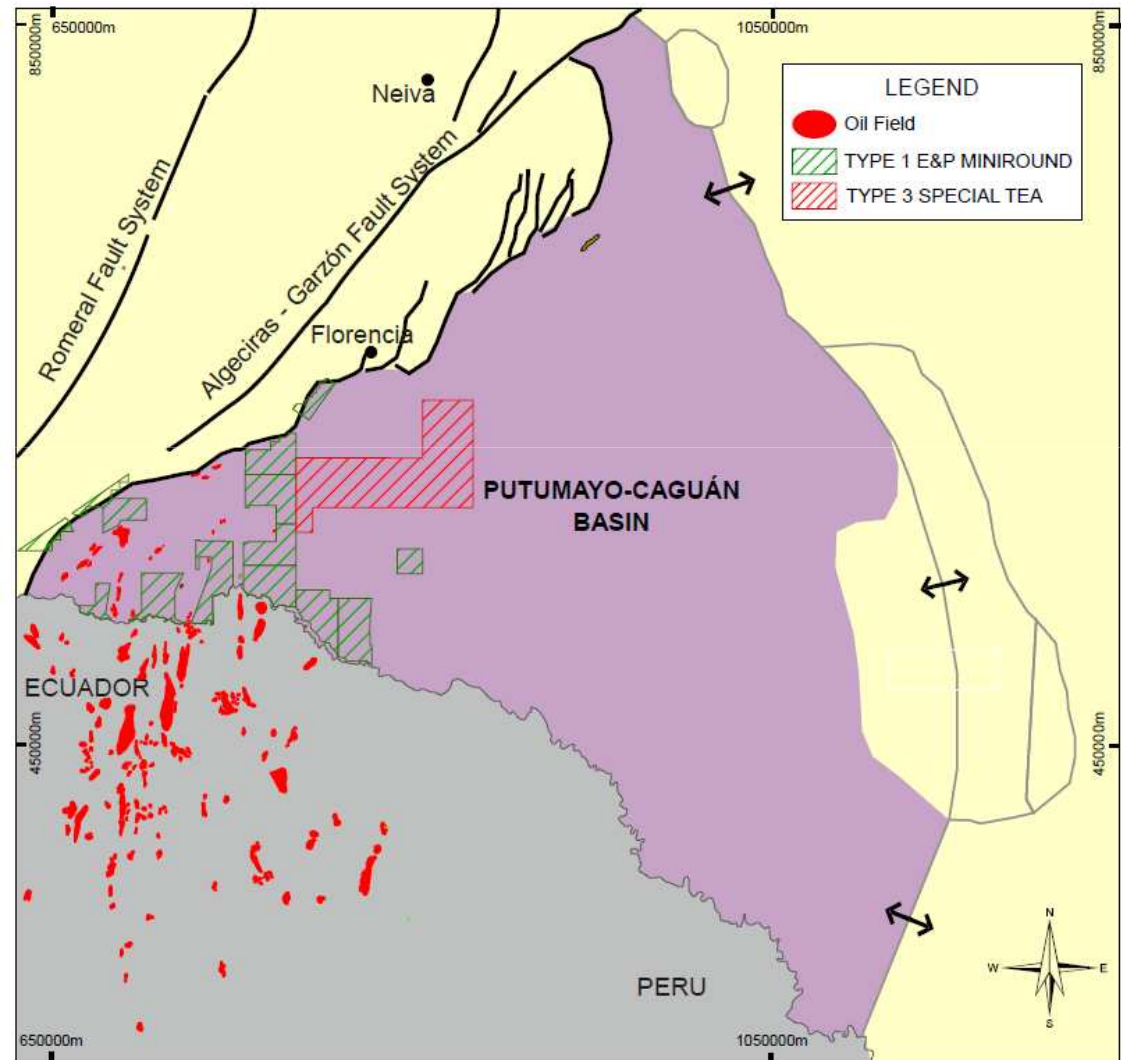 650000m
1050000m
850000m
850000m
LEGEND
Oil Field
TYPE 1 E&P MINIROUND
TYPE 3 SPECIAL TEA
Neiva
Romeral Fault System
Algeciras - Garzón Fault System
Florencia
PUTUMAYO-CAGUÁN
BASIN
ECUADOR
450000m
450000m
PERU
N
W
E
S
650000m
1050000m